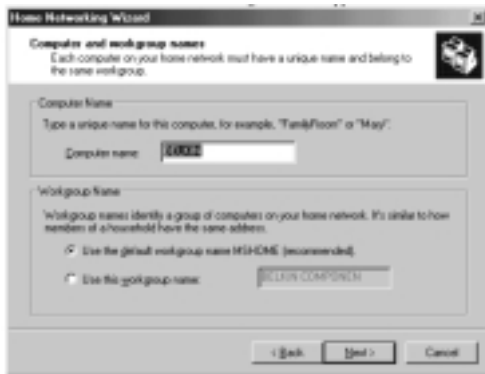 Home Networking Wizard
Computer and workgroup names
Each computer on your home network must have a unique name and belong to
the same workgroup.
Computer Name
Type a unique name for this computer, for example, "FamilyRoom" or "Mary".
Computer name:
BELKIN
Workgroup Name
Workgroup names identify a group of computers on your home network. It's similar to how
members of a household have the same address.
Use the default workgroup name MSHOME (recommended).
Use this workgroup name:
BELKIN COMPONEN
< Back
Next >
Cancel